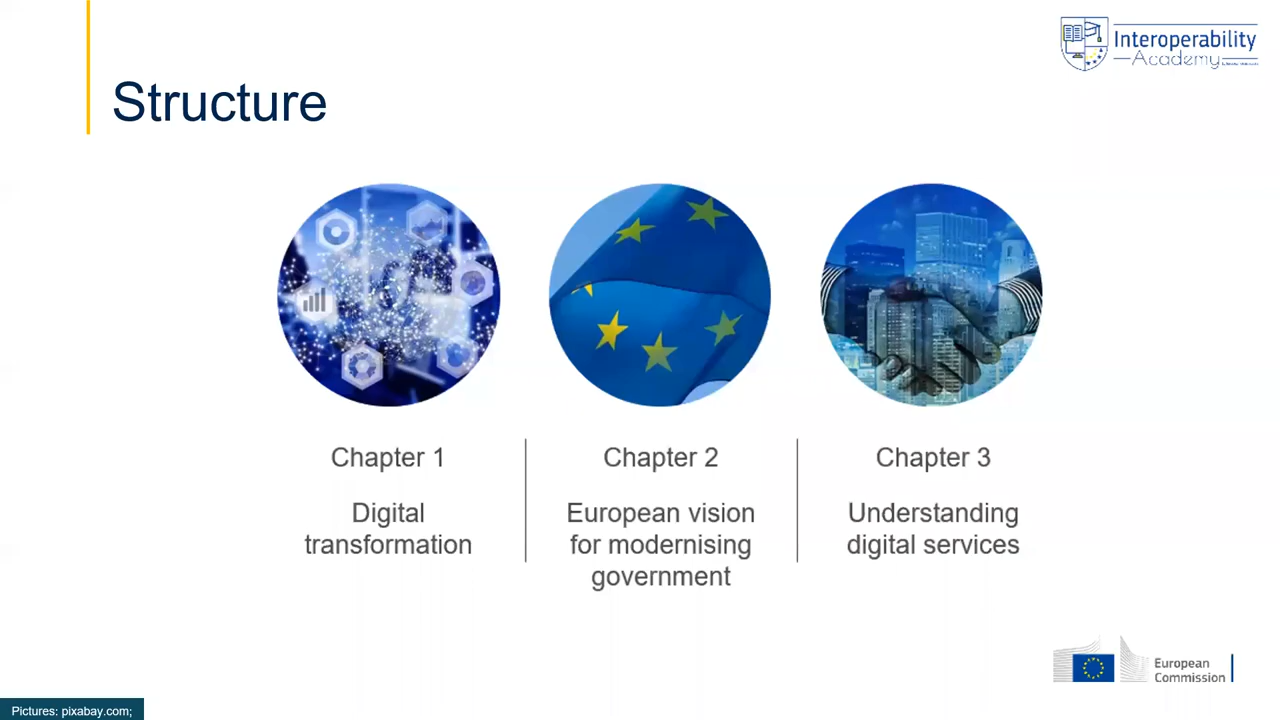 Interoperability
Academy
Structure
Chapter 1
Digital
transformation
Chapter 2
European vision
for modernising
government
Chapter 3
Understanding
digital services
European
Commission
Pictures: pixabay.com;